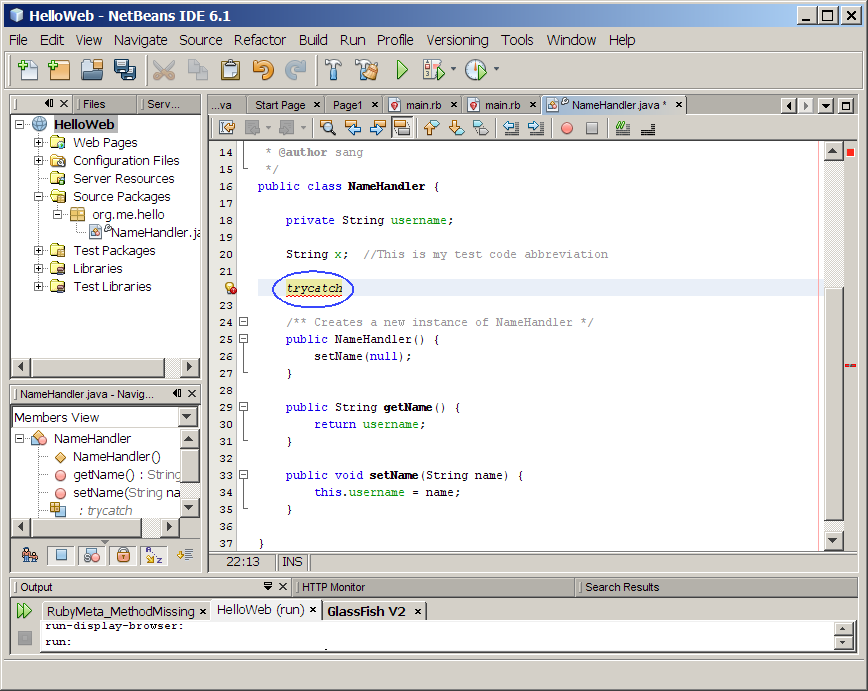 HelloWeb - NetBeans IDE 6.1
File Edit View Navigate Source Refactor Build Run Profile Versioning Tools Window Help
Files Serv... ...va Start Page Page1 main.rb main.rb NameHandler.java *
HelloWeb
Web Pages
Configuration Files
Server Resources
Source Packages
org.me.hello
NameHandler.ja
Test Packages
Libraries
Test Libraries
NameHandler.java - Navig...
Members View
NameHandler
NameHandler()
getName() : String
setName(String na
: trycatch
14 * @author sang
15 */
16 public class NameHandler {
17
18 private String username;
19
20 String x; //This is my test code abbreviation
21
trycatch
23
24 /** Creates a new instance of NameHandler */
25 public NameHandler() {
26 setName(null);
27 }
28
29 public String getName() {
30 return username;
31 }
32
33 public void setName(String name) {
34 this.username = name;
35 }
36
37 }
22:13 INS
Output HTTP Monitor Search Results
RubyMeta_MethodMissing HelloWeb (run) GlassFish V2
run-display-browser:
run: